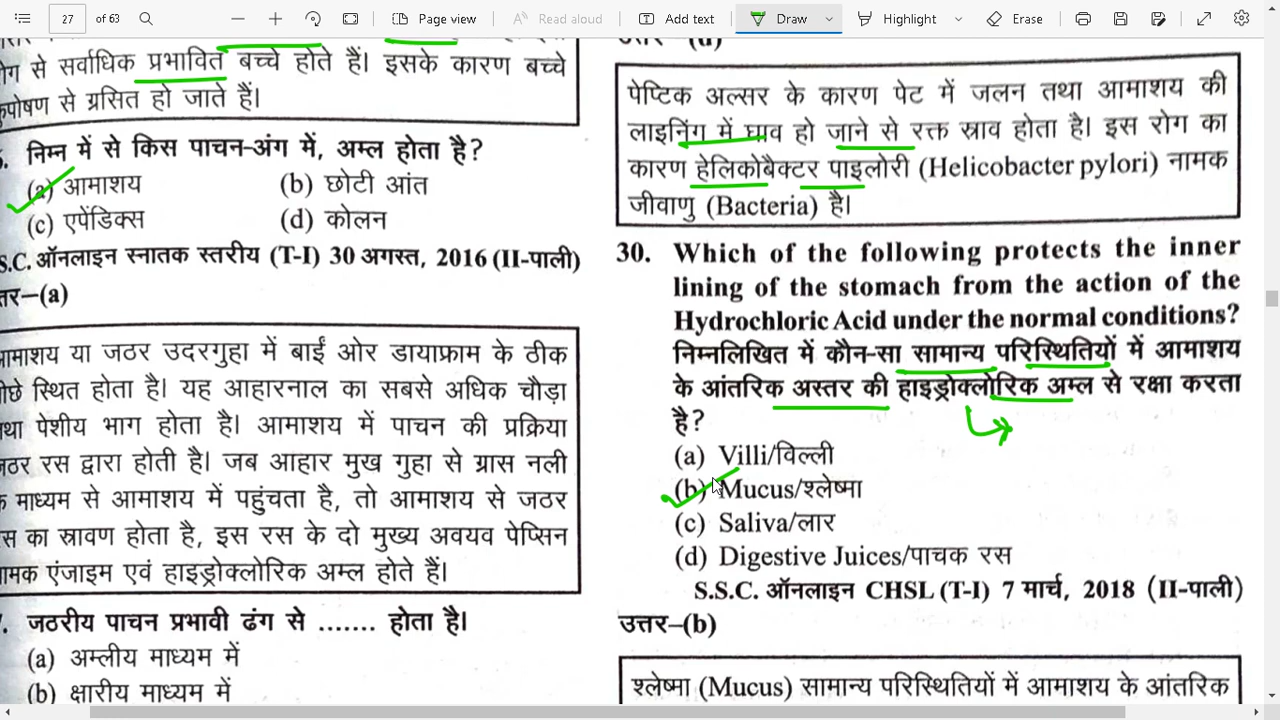 27 of 63
Page view
Read aloud
Add text
Draw
Highlight
Erase
रोग से सर्वाधिक प्रभावित बच्चे होते हैं। इसके कारण बच्चे
कुपोषण से ग्रसित हो जाते हैं।
निम्न में से किस पाचन-अंग में, अम्ल होता है?
(a) आमाशय (b) छोटी आंत
(c) एपेंडिक्स (d) कोलन
S.C. ऑनलाइन स्नातक स्तरीय (T-I) 30 अगस्त, 2016 (II-पाली)
त्तर–(a)
आमाशय या जठर उदरगुहा में बाईं ओर डायाफ्राम के ठीक
पीछे स्थित होता है। यह आहारनाल का सबसे अधिक चौड़ा
तथा पेशीय भाग होता है। आमाशय में पाचन की प्रक्रिया
जठर रस द्वारा होती है। जब आहार मुख गुहा से ग्रास नली
के माध्यम से आमाशय में पहुंचता है, तो आमाशय से जठर
रस का स्रावण होता है, इस रस के दो मुख्य अवयव पेप्सिन
नामक एंजाइम एवं हाइड्रोक्लोरिक अम्ल होते हैं।
जठरीय पाचन प्रभावी ढंग से ....... होता है।
(a) अम्लीय माध्यम में
(b) क्षारीय माध्यम में
उत्तर–(d)
पेप्टिक अल्सर के कारण पेट में जलन तथा आमाशय की
लाइनिंग में घाव हो जाने से रक्त स्राव होता है। इस रोग का
कारण हेलिकोबैक्टर पाइलोरी (Helicobacter pylori) नामक
जीवाणु (Bacteria) है।
30. Which of the following protects the inner
lining of the stomach from the action of the
Hydrochloric Acid under the normal conditions?
निम्नलिखित में कौन-सा सामान्य परिस्थितियों में आमाशय
के आंतरिक अस्तर की हाइड्रोक्लोरिक अम्ल से रक्षा करता
है?
(a) Villi/विल्ली
(b) Mucus/श्लेष्मा
(c) Saliva/लार
(d) Digestive Juices/पाचक रस
S.S.C. ऑनलाइन CHSL (T-I) 7 मार्च, 2018 (II-पाली)
उत्तर–(b)
श्लेष्मा (Mucus) सामान्य परिस्थितियों में आमाशय के आंतरिक